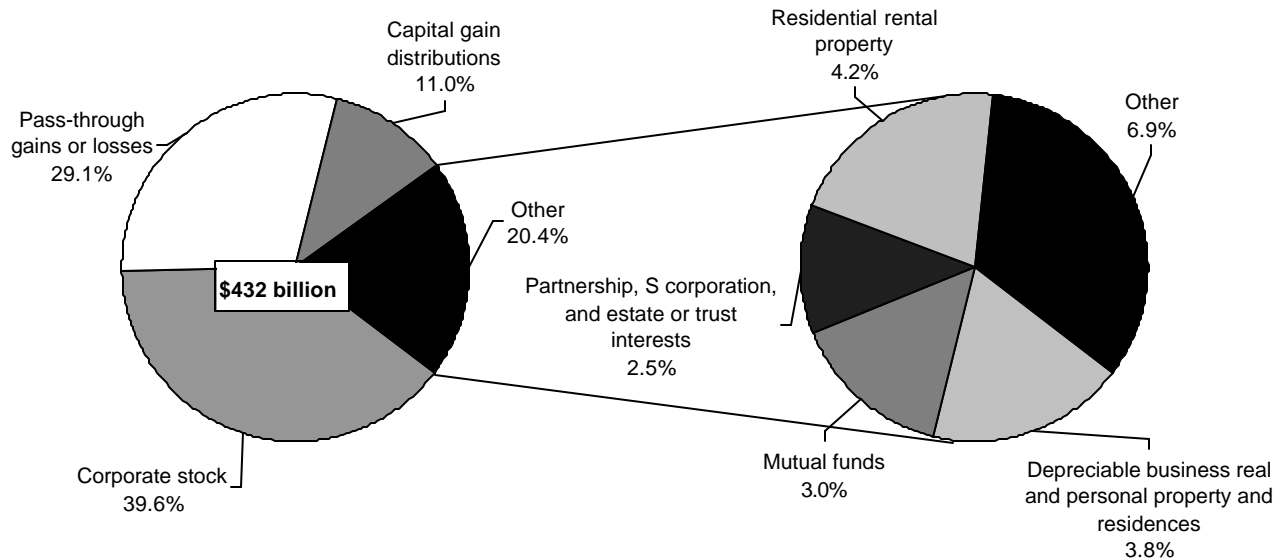 Capital gain
distributions
11.0%
Pass-through
gains or losses
29.1%
Other
20.4%
$432 billion
Corporate stock
39.6%
Residential rental
property
4.2%
Other
6.9%
Partnership, S corporation,
and estate or trust
interests
2.5%
Mutual funds
3.0%
Depreciable business real
and personal property and
residences
3.8%